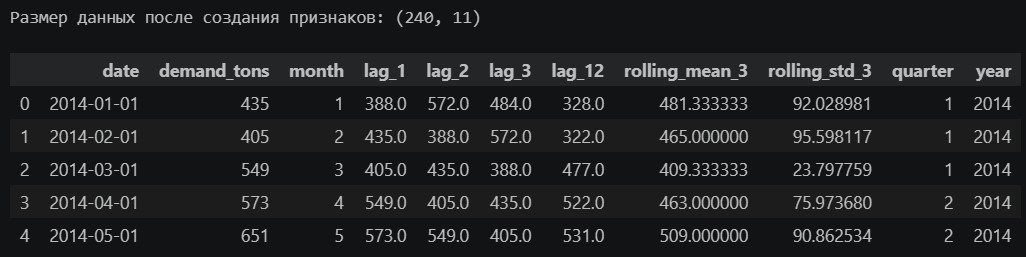 Размер данных после создания признаков: (240, 11)
date demand_tons month lag_1 lag_2 lag_3 lag_12 rolling_mean_3 rolling_std_3 quarter year
0 2014-01-01 435 1 388.0 572.0 484.0 328.0 481.333333 92.028981 1 2014
1 2014-02-01 405 2 435.0 388.0 572.0 322.0 465.000000 95.598117 1 2014
2 2014-03-01 549 3 405.0 435.0 388.0 477.0 409.333333 23.797759 1 2014
3 2014-04-01 573 4 549.0 405.0 435.0 522.0 463.000000 75.973680 2 2014
4 2014-05-01 651 5 573.0 549.0 405.0 531.0 509.000000 90.862534 2 2014